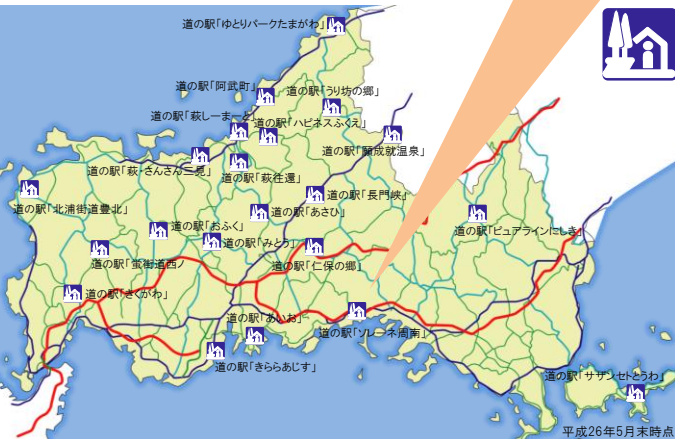 道の駅「ゆとりパークたまがわ」
道の駅「阿武町」
道の駅「うり坊の郷」
道の駅「萩しーまーと」
道の駅「ハピネスふくえ」
道の駅「願成就温泉」
道の駅「萩・さんさん三見」
道の駅「萩往還」
道の駅「長門峡」
道の駅「北浦街道豊北」
道の駅「あさひ」
道の駅「おふく」
道の駅「ピュアラインにしき」
道の駅「みとう」
道の駅「蛍街道西ノ
道の駅「仁保の郷」
道の駅「きくがわ」
道の駅「あいお」
道の駅「ソレーネ周南」
道の駅「きららあじす」
道の駅「サザンセトとうわ」
平成26年5月末時点